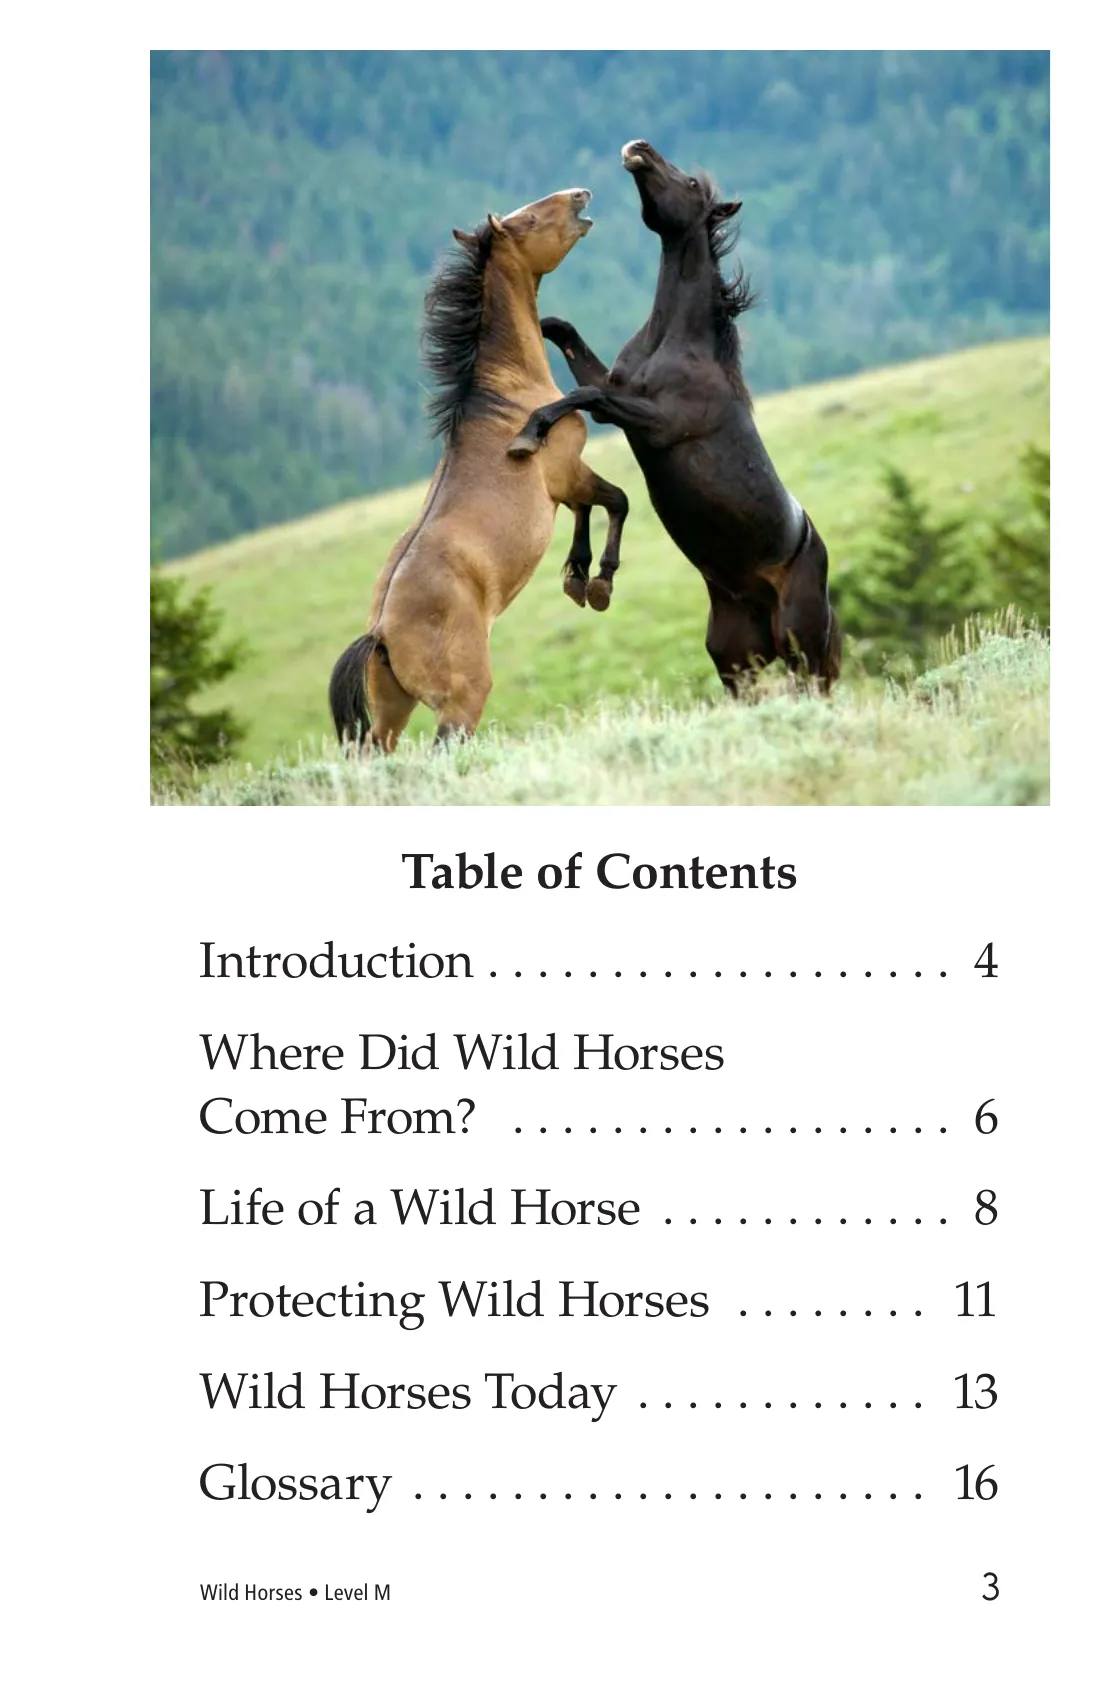 Table of Contents
Introduction . . . . . . . . . . . . . . . . . . . 4
Where Did Wild Horses
Come From? . . . . . . . . . . . . . . . . . . 6
Life of a Wild Horse . . . . . . . . . . . . 8
Protecting Wild Horses . . . . . . . . 11
Wild Horses Today . . . . . . . . . . . . 13
Glossary . . . . . . . . . . . . . . . . . . . . . 16
Wild Horses • Level M 3